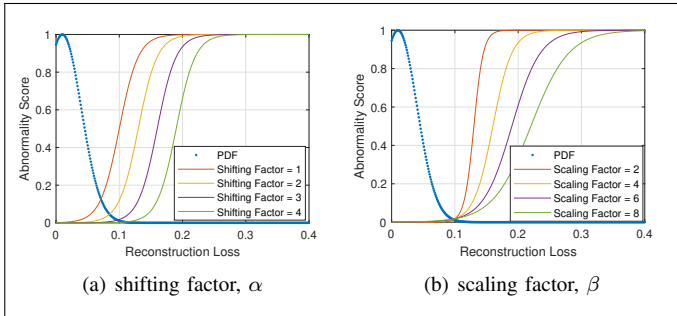 1
0.8
0.6
0.4
0.2
0
Abnormality Score
PDF
Shifting Factor = 1
Shifting Factor = 2
Shifting Factor = 3
Shifting Factor = 4
0 0.1 0.2 0.3 0.4
Reconstruction Loss
(a) shifting factor, α
1
0.8
0.6
0.4
0.2
0
Abnormality Score
PDF
Scaling Factor = 2
Scaling Factor = 4
Scaling Factor = 6
Scaling Factor = 8
0 0.1 0.2 0.3 0.4
Reconstruction Loss
(b) scaling factor, β